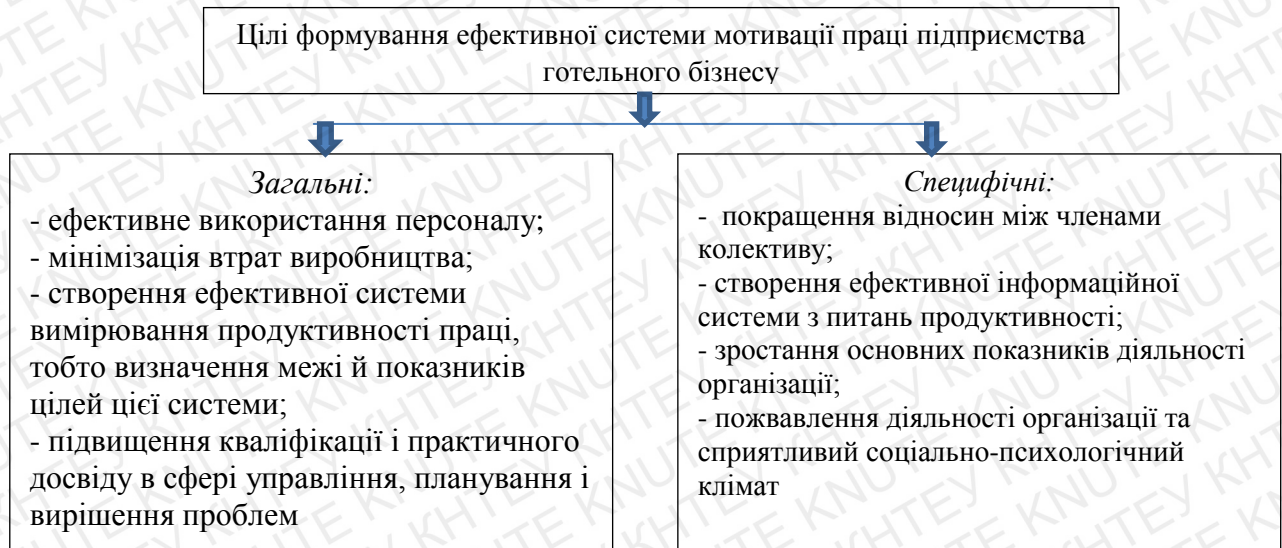 Цілі формування ефективної системи мотивації праці підприємства
готельного бізнесу
Загальні:
- ефективне використання персоналу;
- мінімізація втрат виробництва;
- створення ефективної системи
вимірювання продуктивності праці,
тобто визначення межі й показників
цілей цієї системи;
- підвищення кваліфікації і практичного
досвіду в сфері управління, планування і
вирішення проблем
Специфічні:
- покращення відносин між членами
колективу;
- створення ефективної інформаційної
системи з питань продуктивності;
- зростання основних показників діяльності
організації;
- пожвавлення діяльності організації та
сприятливий соціально-психологічний
клімат